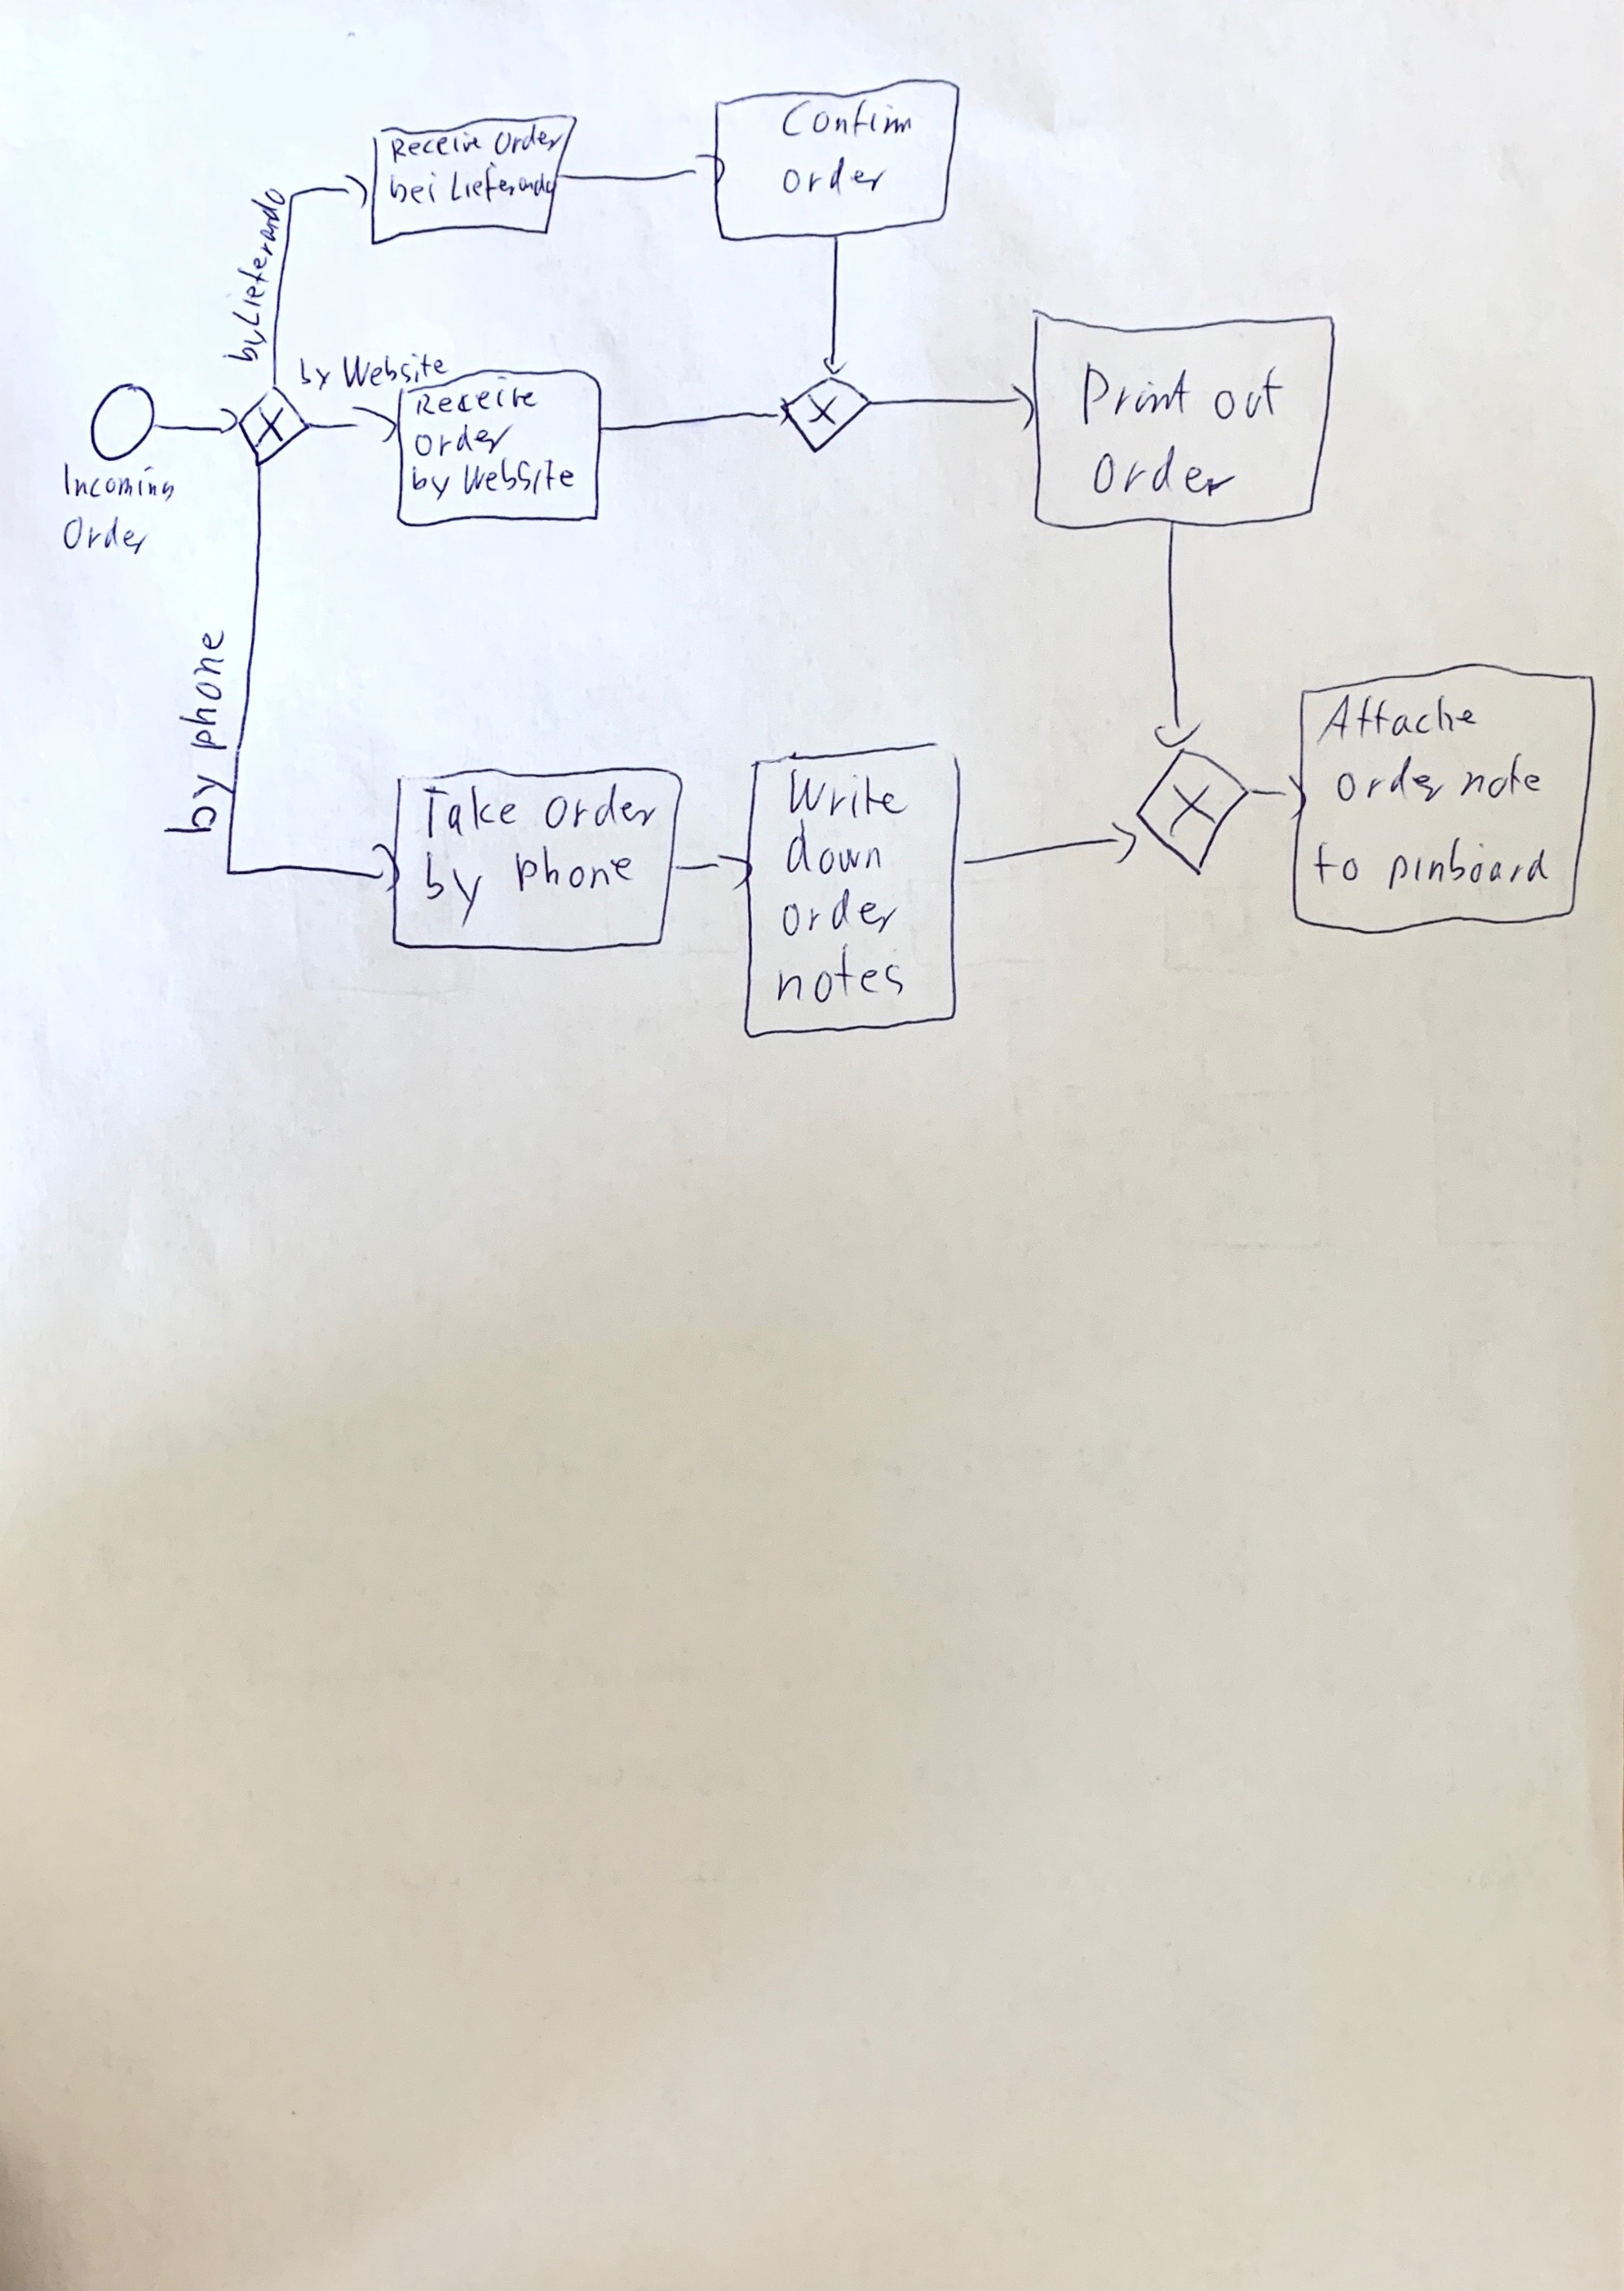 Receive Order
bei Lieferando
Confirm
order
by Lieferando
by Website
Receive
Order
by Website
Incoming
Order
Print out
Order
by phone
Take Order
by phone
Write
down
order
notes
Attache
order note
to pinboard